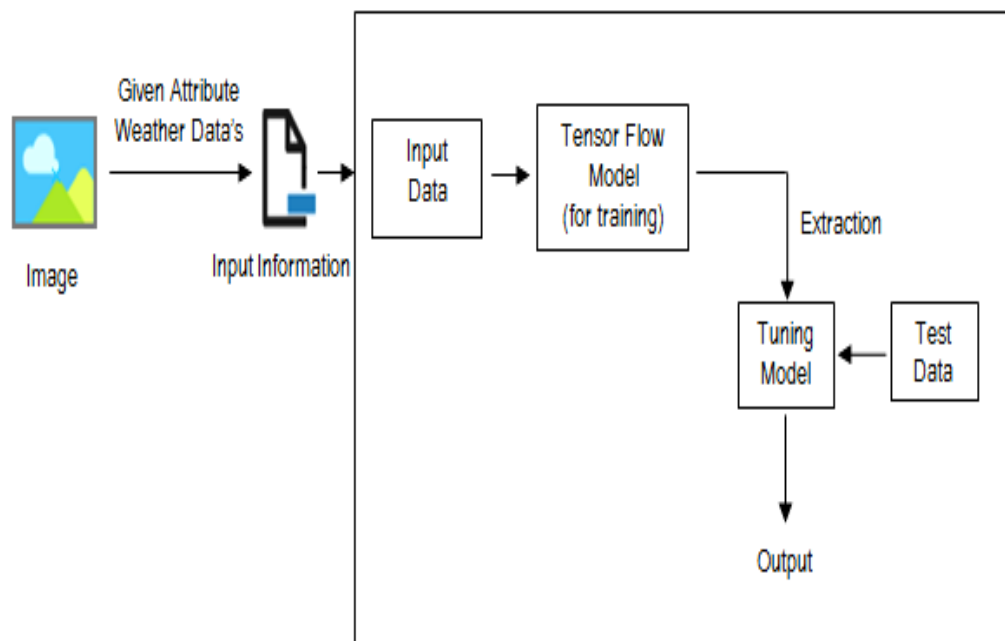 Given Attribute
Weather Data's
Image
Input Information
Input
Data
Tensor Flow
Model
(for training)
Extraction
Tuning
Model
Test
Data
Output